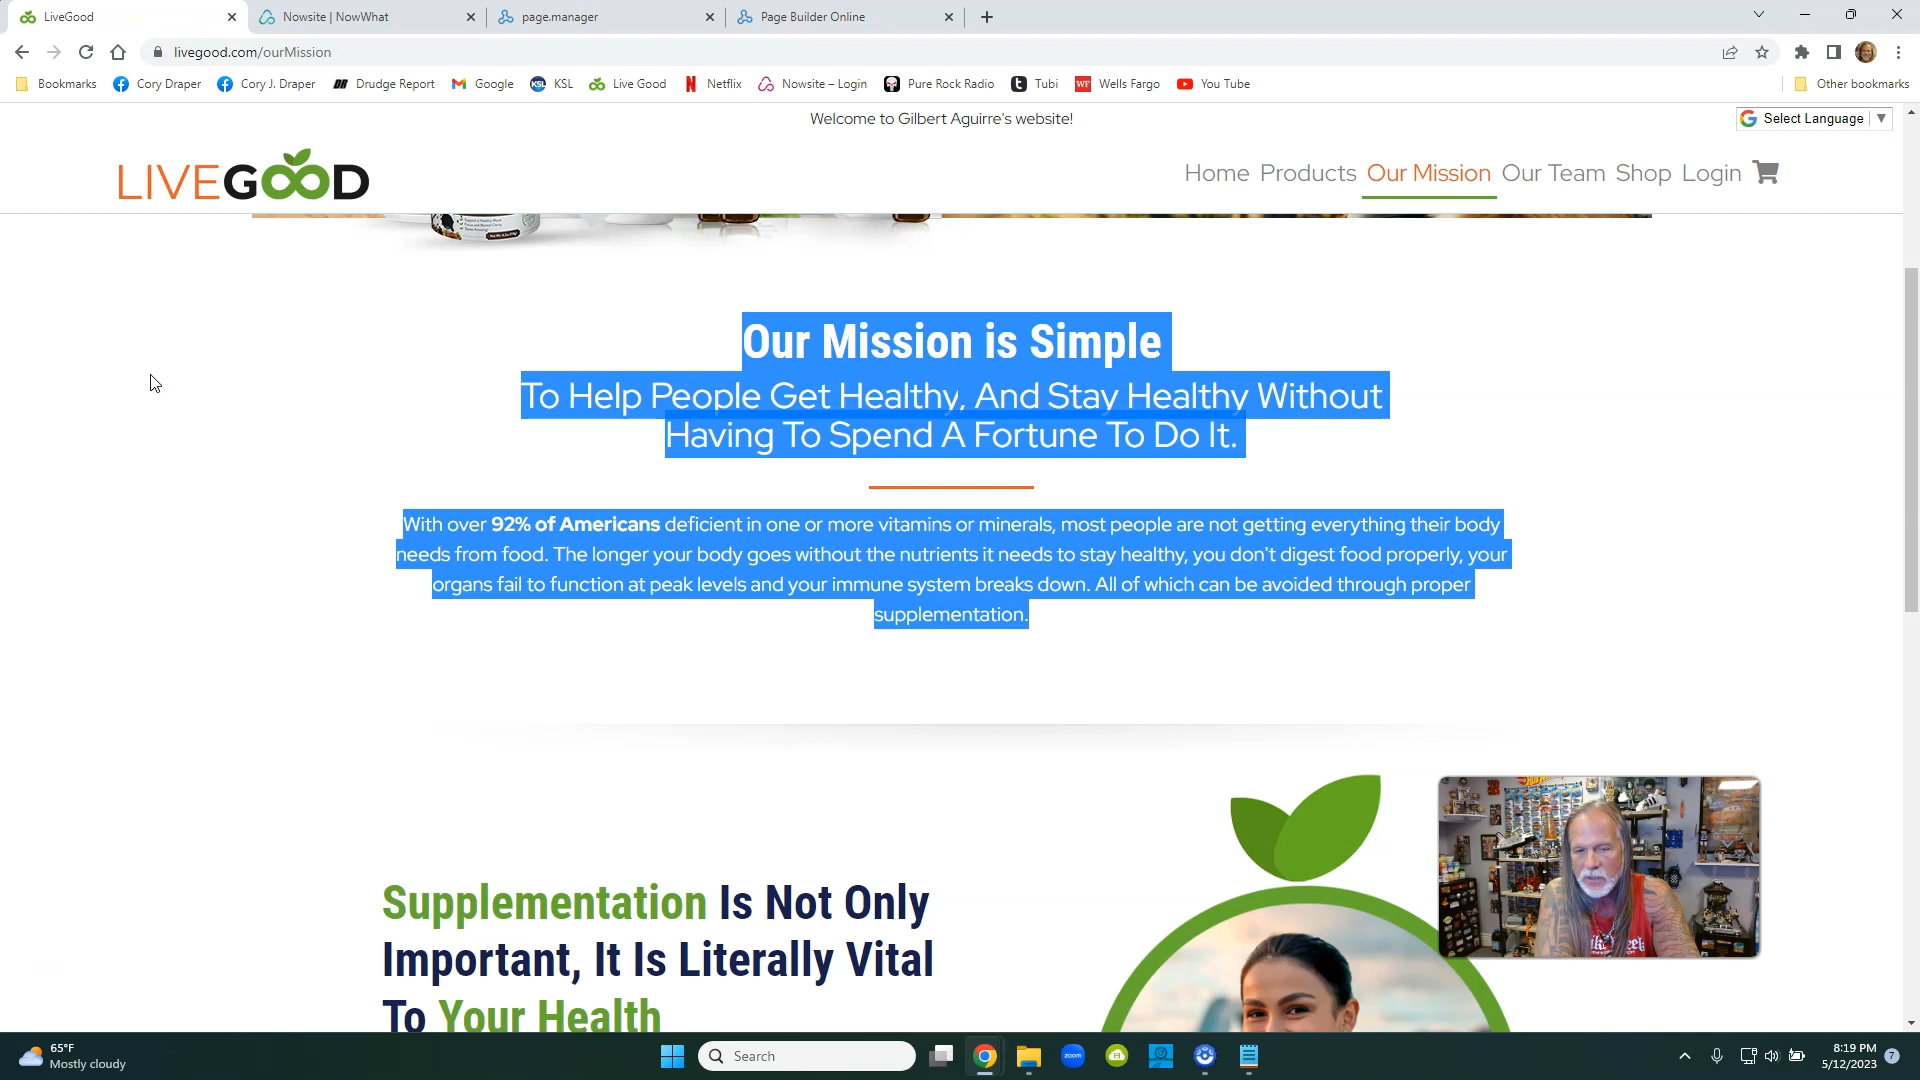 LiveGood
Nowsite | NowWhat
page.manager
Page Builder Online
livegood.com/ourMission
Bookmarks
Cory Draper
Cory J. Draper
DR
Drudge Report
Google
KSL
KSL
Live Good
Netflix
Nowsite – Login
Pure Rock Radio
Tubi
WF
Wells Fargo
You Tube
Other bookmarks
Welcome to Gilbert Aguirre's website!
Select Language
LIVEGOOD
Home
Products
Our Mission
Our Team
Shop
Login
Our Mission is Simple
To Help People Get Healthy, And Stay Healthy Without
Having To Spend A Fortune To Do It.
With over 92% of Americans deficient in one or more vitamins or minerals, most people are not getting everything their body
needs from food. The longer your body goes without the nutrients it needs to stay healthy, you don't digest food properly, your
organs fail to function at peak levels and your immune system breaks down. All of which can be avoided through proper
supplementation.
Supplementation Is Not Only
Important, It Is Literally Vital
To Your Health
65°F
Mostly cloudy
Search
zoom
8:19 PM
5/12/2023
7